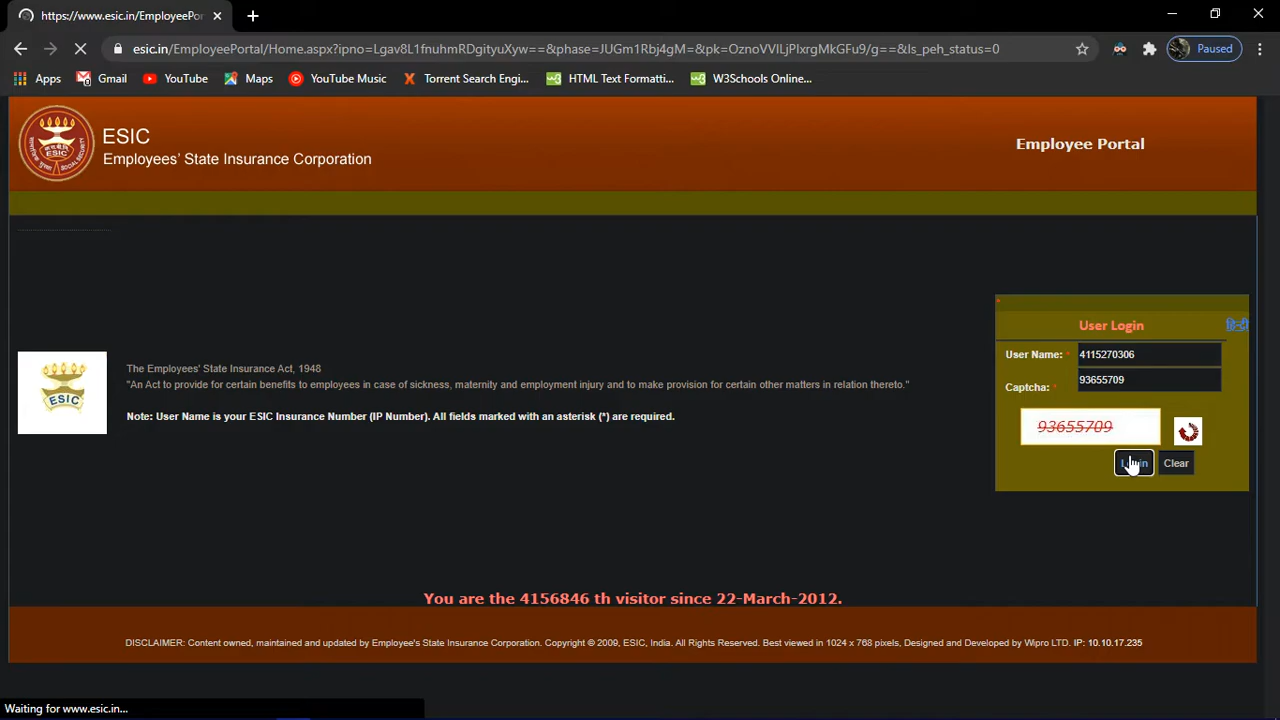 https://www.esic.in/EmployeePor
esic.in/EmployeePortal/Home.aspx?ipno=Lgav8L1fnuhmRDgityuXyw==&phase=JUGm1Rbj4gM=&pk=OznoVVILjPlxrgMkGFu9/g==&Is_peh_status=0
Paused
Apps
Gmail
YouTube
Maps
YouTube Music
Torrent Search Engi...
HTML Text Formatti...
W3Schools Online...
ESIC
Employees' State Insurance Corporation
Employee Portal
*
User Login
हिन्दी
User Name: *
4115270306
Captcha: *
93655709
93655709
Login
Clear
ESIC
The Employees' State Insurance Act, 1948
"An Act to provide for certain benefits to employees in case of sickness, maternity and employment injury and to make provision for certain other matters in relation thereto."
Note: User Name is your ESIC Insurance Number (IP Number). All fields marked with an asterisk (*) are required.
You are the 4156846 th visitor since 22-March-2012.
DISCLAIMER: Content owned, maintained and updated by Employee's State Insurance Corporation. Copyright © 2009, ESIC, India. All Rights Reserved. Best viewed in 1024 x 768 pixels, Designed and Developed by Wipro LTD. IP: 10.10.17.235
Waiting for www.esic.in...